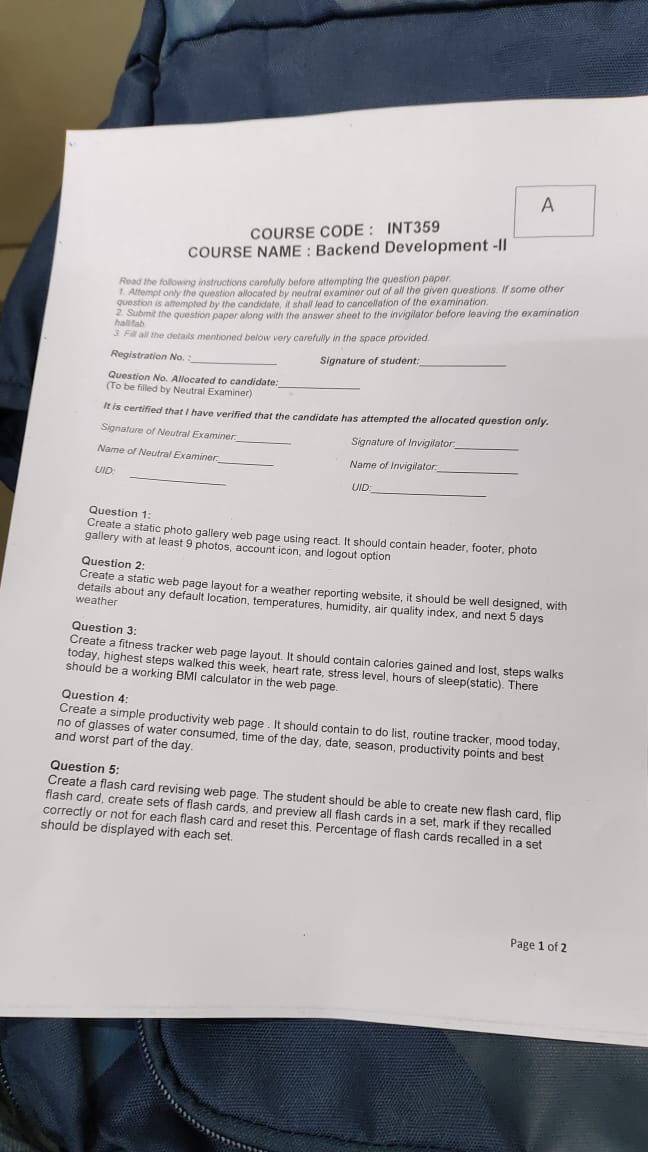 A
COURSE CODE : INT359
COURSE NAME : Backend Development -II
Read the following instructions carefully before attempting the question paper.
1. Attempt only the question allocated by neutral examiner out of all the given questions. If some other
question is attempted by the candidate, it shall lead to cancellation of the examination.
2. Submit the question paper along with the answer sheet to the invigilator before leaving the examination
hall/lab.
3. Fill all the details mentioned below very carefully in the space provided.
Registration No. :______________ Signature of student:______________
Question No. Allocated to candidate:______________
(To be filled by Neutral Examiner)
It is certified that I have verified that the candidate has attempted the allocated question only.
Signature of Neutral Examiner:__________ Signature of Invigilator:___________
Name of Neutral Examiner:__________ Name of Invigilator:______________
UID: ________________ UID:____________________
Question 1:
Create a static photo gallery web page using react. It should contain header, footer, photo
gallery with at least 9 photos, account icon, and logout option
Question 2:
Create a static web page layout for a weather reporting website, it should be well designed, with
details about any default location, temperatures, humidity, air quality index, and next 5 days
weather
Question 3:
Create a fitness tracker web page layout. It should contain calories gained and lost, steps walks
today, highest steps walked this week, heart rate, stress level, hours of sleep(static). There
should be a working BMI calculator in the web page.
Question 4:
Create a simple productivity web page . It should contain to do list, routine tracker, mood today,
no of glasses of water consumed, time of the day, date, season, productivity points and best
and worst part of the day.
Question 5:
Create a flash card revising web page. The student should be able to create new flash card, flip
flash card, create sets of flash cards, and preview all flash cards in a set, mark if they recalled
correctly or not for each flash card and reset this. Percentage of flash cards recalled in a set
should be displayed with each set.
Page 1 of 2